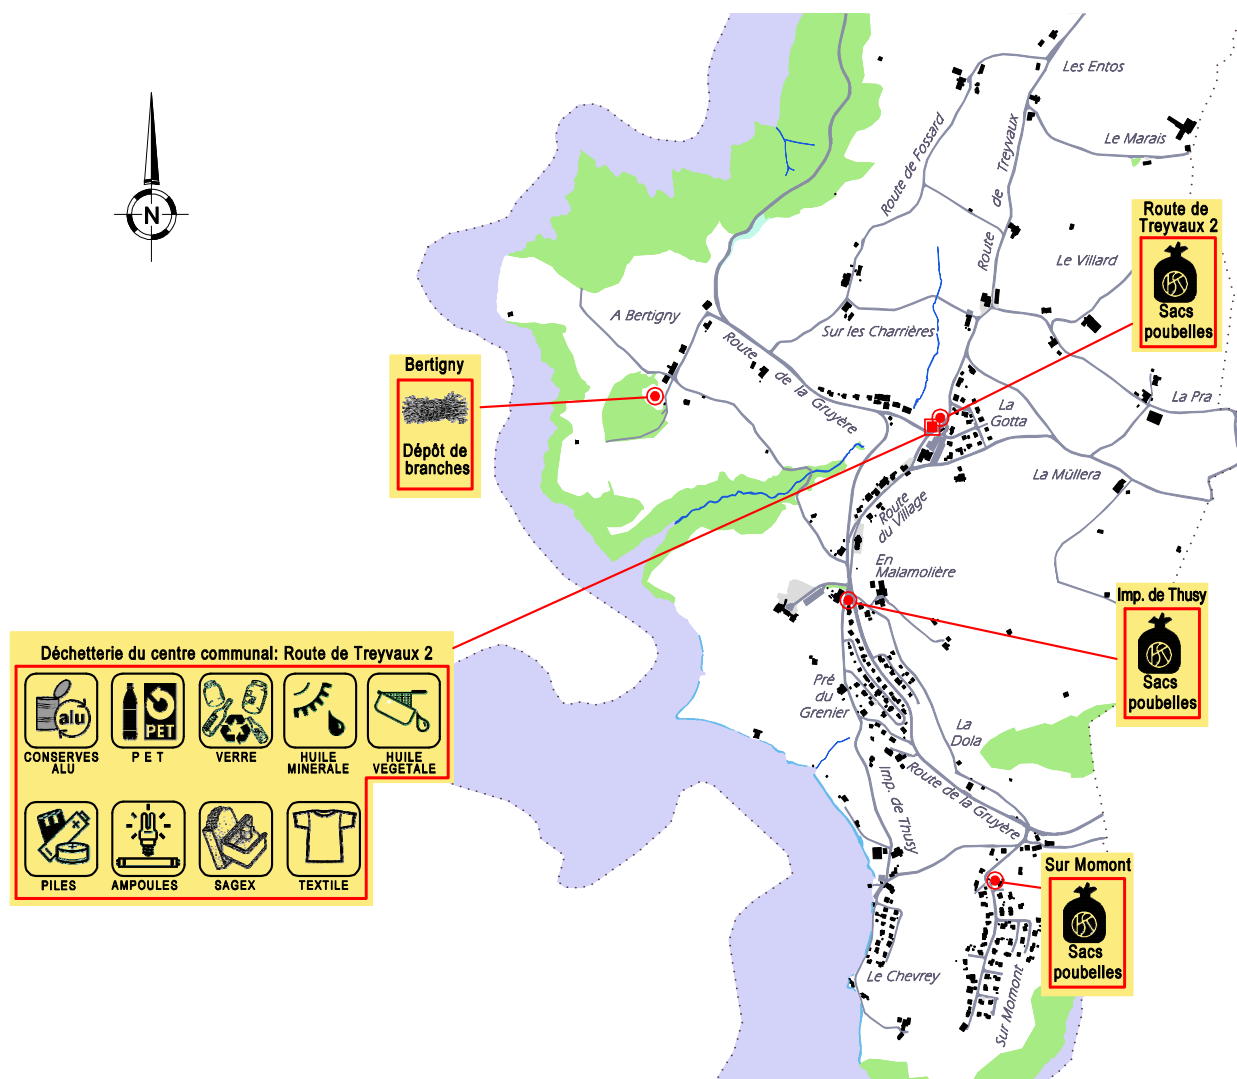 Les Entos
Le Marais
Route de Fossard
Route de Treyvaux
N
Route de
Treyvaux 2
Sacs
poubelles
Le Villard
A Bertigny
Sur les Charrières
Route de la Gruyère
Bertigny
Dépôt de
branches
La
Gotta
La Pra
La Müllera
Route
du Village
En
Malamolière
Imp. de Thusy
Sacs
poubelles
Déchetterie du centre communal: Route de Treyvaux 2
alu
CONSERVES
ALU
PET
P E T
VERRE
HUILE
MINERALE
HUILE
VEGETALE
PILES
AMPOULES
SAGEX
TEXTILE
Pré
du
Grenier
La
Dola
Route de la Gruyère
Imp. de Thusy
Sur Momont
Sacs
poubelles
Le Chevrey
Sur Momont